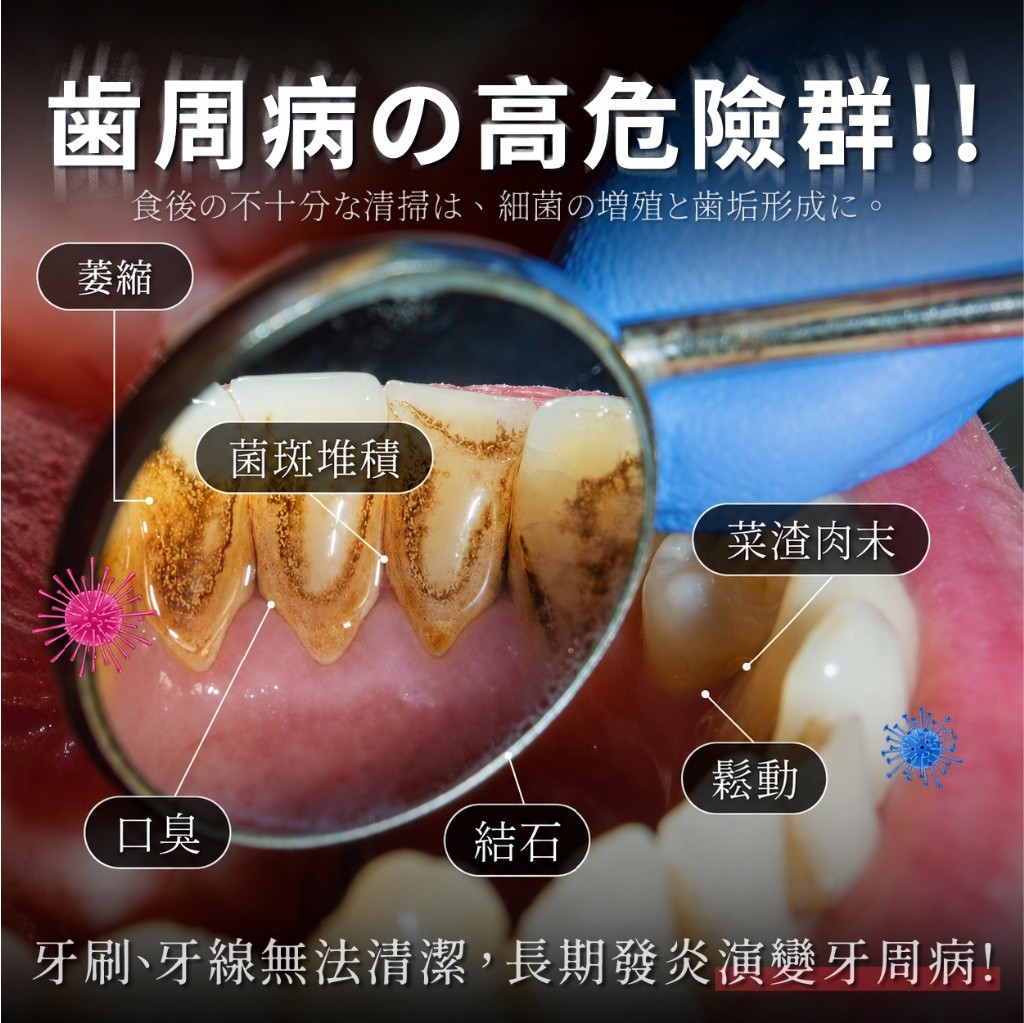 歯周病の高危險群!!
食後の不十分な清掃は、細菌の増殖と歯垢形成に。
萎縮
菌斑堆積
菜渣肉末
鬆動
口臭
結石
牙刷、牙線無法清潔，長期發炎演變牙周病!